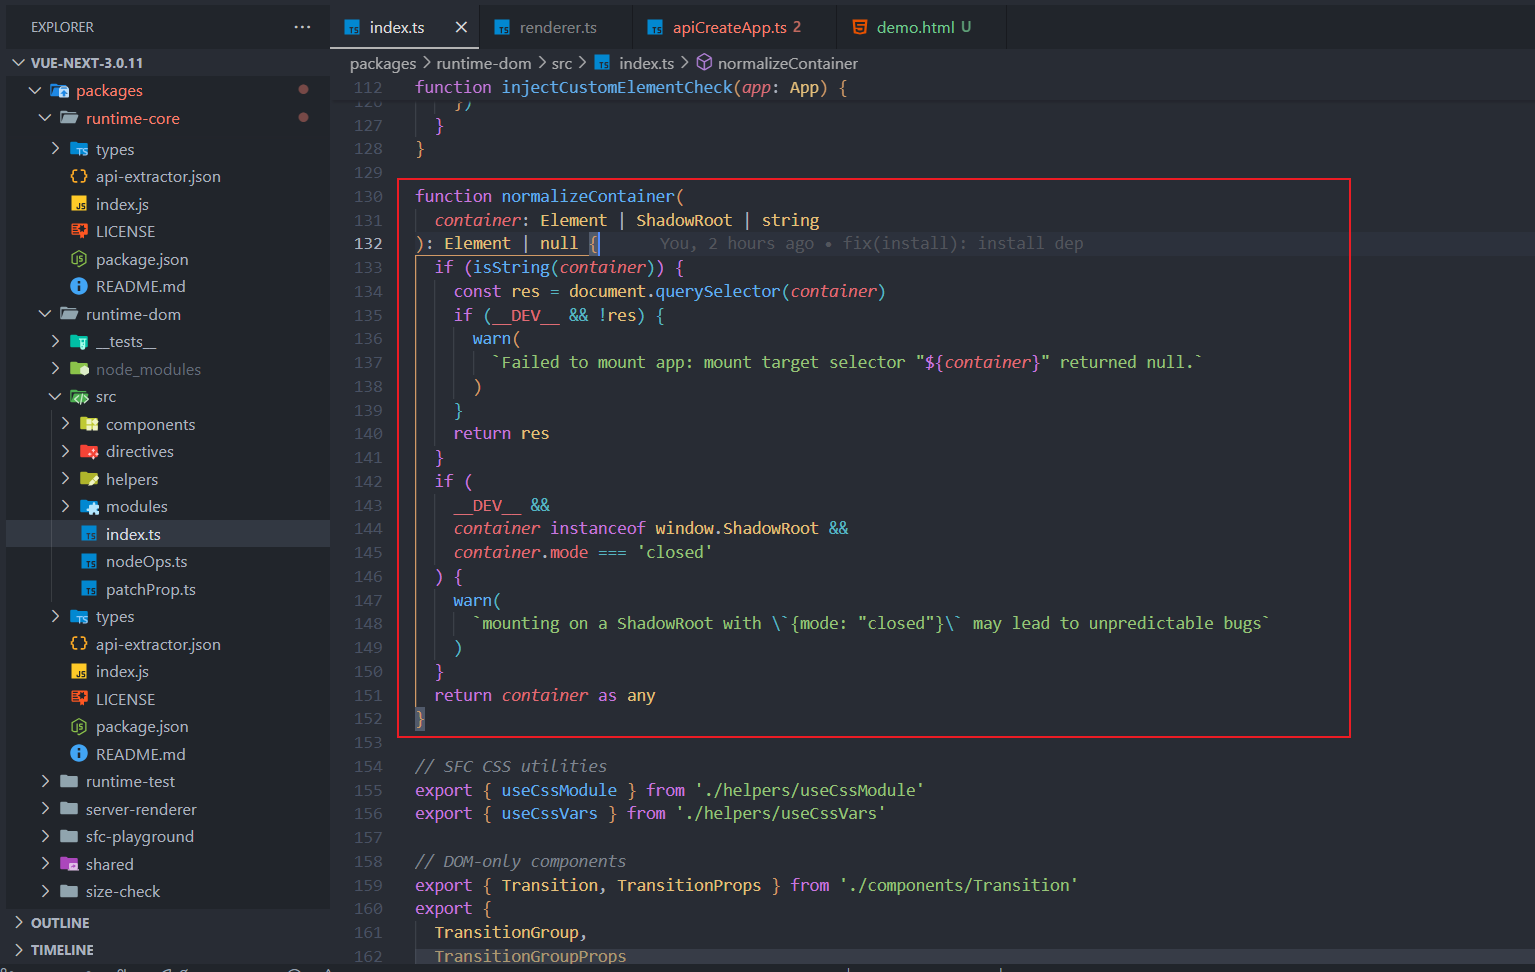 EXPLORER
VUE-NEXT-3.0.11
packages
runtime-core
types
api-extractor.json
index.js
LICENSE
package.json
README.md
runtime-dom
__tests__
node_modules
src
components
directives
helpers
modules
index.ts
nodeOps.ts
patchProp.ts
types
api-extractor.json
index.js
LICENSE
package.json
README.md
runtime-test
server-renderer
sfc-playground
shared
size-check
OUTLINE
TIMELINE
index.ts renderer.ts apiCreateApp.ts 2 demo.html U
packages > runtime-dom > src > index.ts > normalizeContainer
112 function injectCustomElementCheck(app: App) {
126 })
127 }
128 }
129
130 function normalizeContainer(
131 container: Element | ShadowRoot | string
132 ): Element | null { You, 2 hours ago • fix(install): install dep
133 if (isString(container)) {
134 const res = document.querySelector(container)
135 if (__DEV__ && !res) {
136 warn(
137 `Failed to mount app: mount target selector "${container}" returned null.`
138 )
139 }
140 return res
141 }
142 if (
143 __DEV__ &&
144 container instanceof window.ShadowRoot &&
145 container.mode === 'closed'
146 ) {
147 warn(
148 `mounting on a ShadowRoot with \`{mode: "closed"}\` may lead to unpredictable bugs`
149 )
150 }
151 return container as any
152 }
153
154 // SFC CSS utilities
155 export { useCssModule } from './helpers/useCssModule'
156 export { useCssVars } from './helpers/useCssVars'
157
158 // DOM-only components
159 export { Transition, TransitionProps } from './components/Transition'
160 export {
161 TransitionGroup,
162 TransitionGroupProps